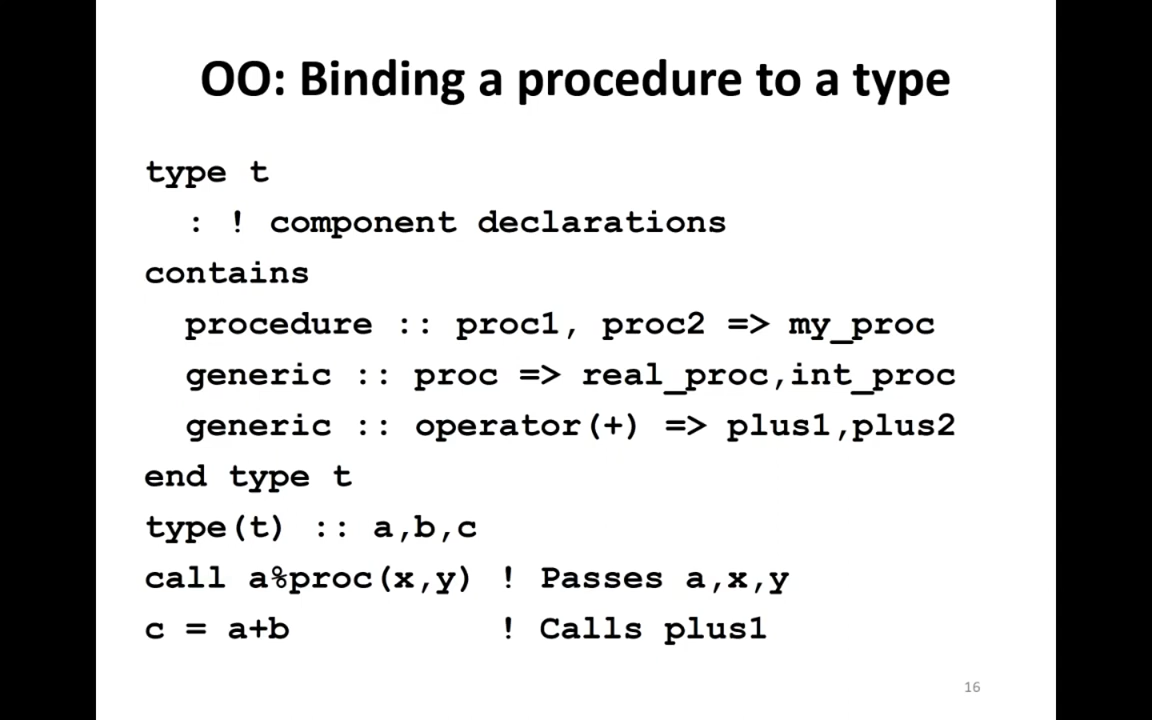 OO: Binding a procedure to a type
type t
: ! component declarations
contains
procedure :: proc1, proc2 => my_proc
generic :: proc => real_proc,int_proc
generic :: operator(+) => plus1,plus2
end type t
type(t) :: a,b,c
call a%proc(x,y) ! Passes a,x,y
c = a+b ! Calls plus1
16